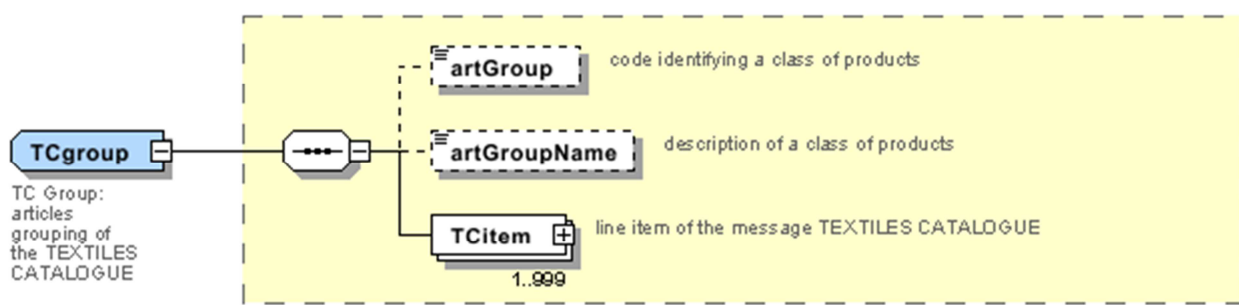 artGroup
code identifying a class of products
TCgroup
artGroupName
description of a class of products
TC Group:
articles
grouping of
the TEXTILES
CATALOGUE
TCitem
line item of the message TEXTILES CATALOGUE
1..999